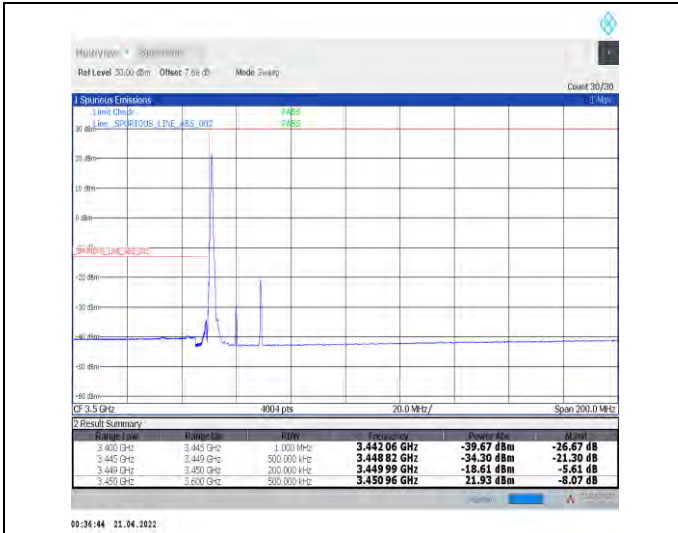 MultiView Spectrum
Ref Level 30.00 dBm Offset 7.68 dB Mode Sweep
Count 30/30
1 Spurious Emissions
Limit Check PASS
Line _SPURIOUS_LINE_ABS_002 PASS
30 dBm
20 dBm
10 dBm
0 dBm
_SPURIOUS_LINE_ABS_002
-20 dBm
-30 dBm
-40 dBm
-50 dBm
-60 dBm
CF 3.5 GHz 4004 pts 20.0 MHz/ Span 200.0 MHz
2 Result Summary
Range Low Range Up RBW Frequency Power Abs ΔLimit
3.400 GHz 3.445 GHz 1.000 MHz 3.442 06 GHz -39.67 dBm -26.67 dB
3.445 GHz 3.449 GHz 500.000 kHz 3.448 82 GHz -34.30 dBm -21.30 dB
3.449 GHz 3.450 GHz 200.000 kHz 3.449 99 GHz -18.61 dBm -5.61 dB
3.450 GHz 3.600 GHz 500.000 kHz 3.450 96 GHz 21.93 dBm -8.07 dB
00:36:44 21.04.2022